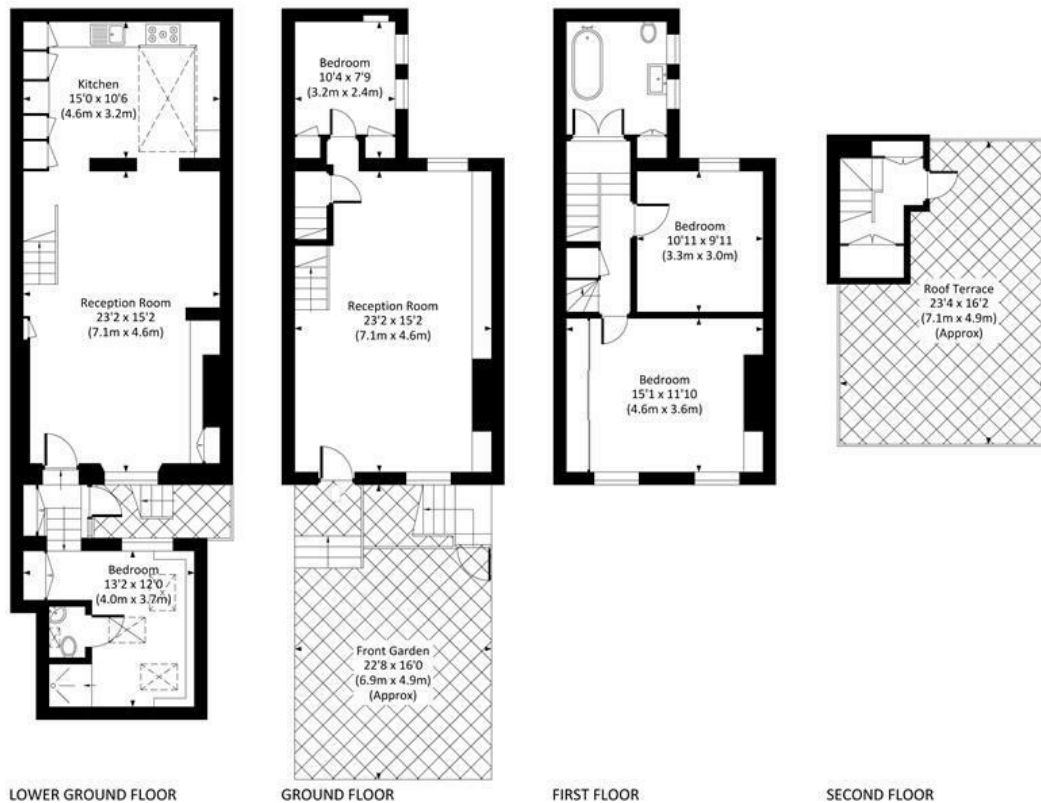 Kitchen
15'0 x 10'6
(4.6m x 3.2m)
Reception Room
23'2 x 15'2
(7.1m x 4.6m)
Bedroom
13'2 x 12'0
(4.0m x 3.7m)
LOWER GROUND FLOOR
Bedroom
10'4 x 7'9
(3.2m x 2.4m)
Reception Room
23'2 x 15'2
(7.1m x 4.6m)
Front Garden
22'8 x 16'0
(6.9m x 4.9m)
(Approx)
GROUND FLOOR
Bedroom
10'11 x 9'11
(3.3m x 3.0m)
Bedroom
15'1 x 11'10
(4.6m x 3.6m)
FIRST FLOOR
Roof Terrace
23'4 x 16'2
(7.1m x 4.9m)
(Approx)
SECOND FLOOR